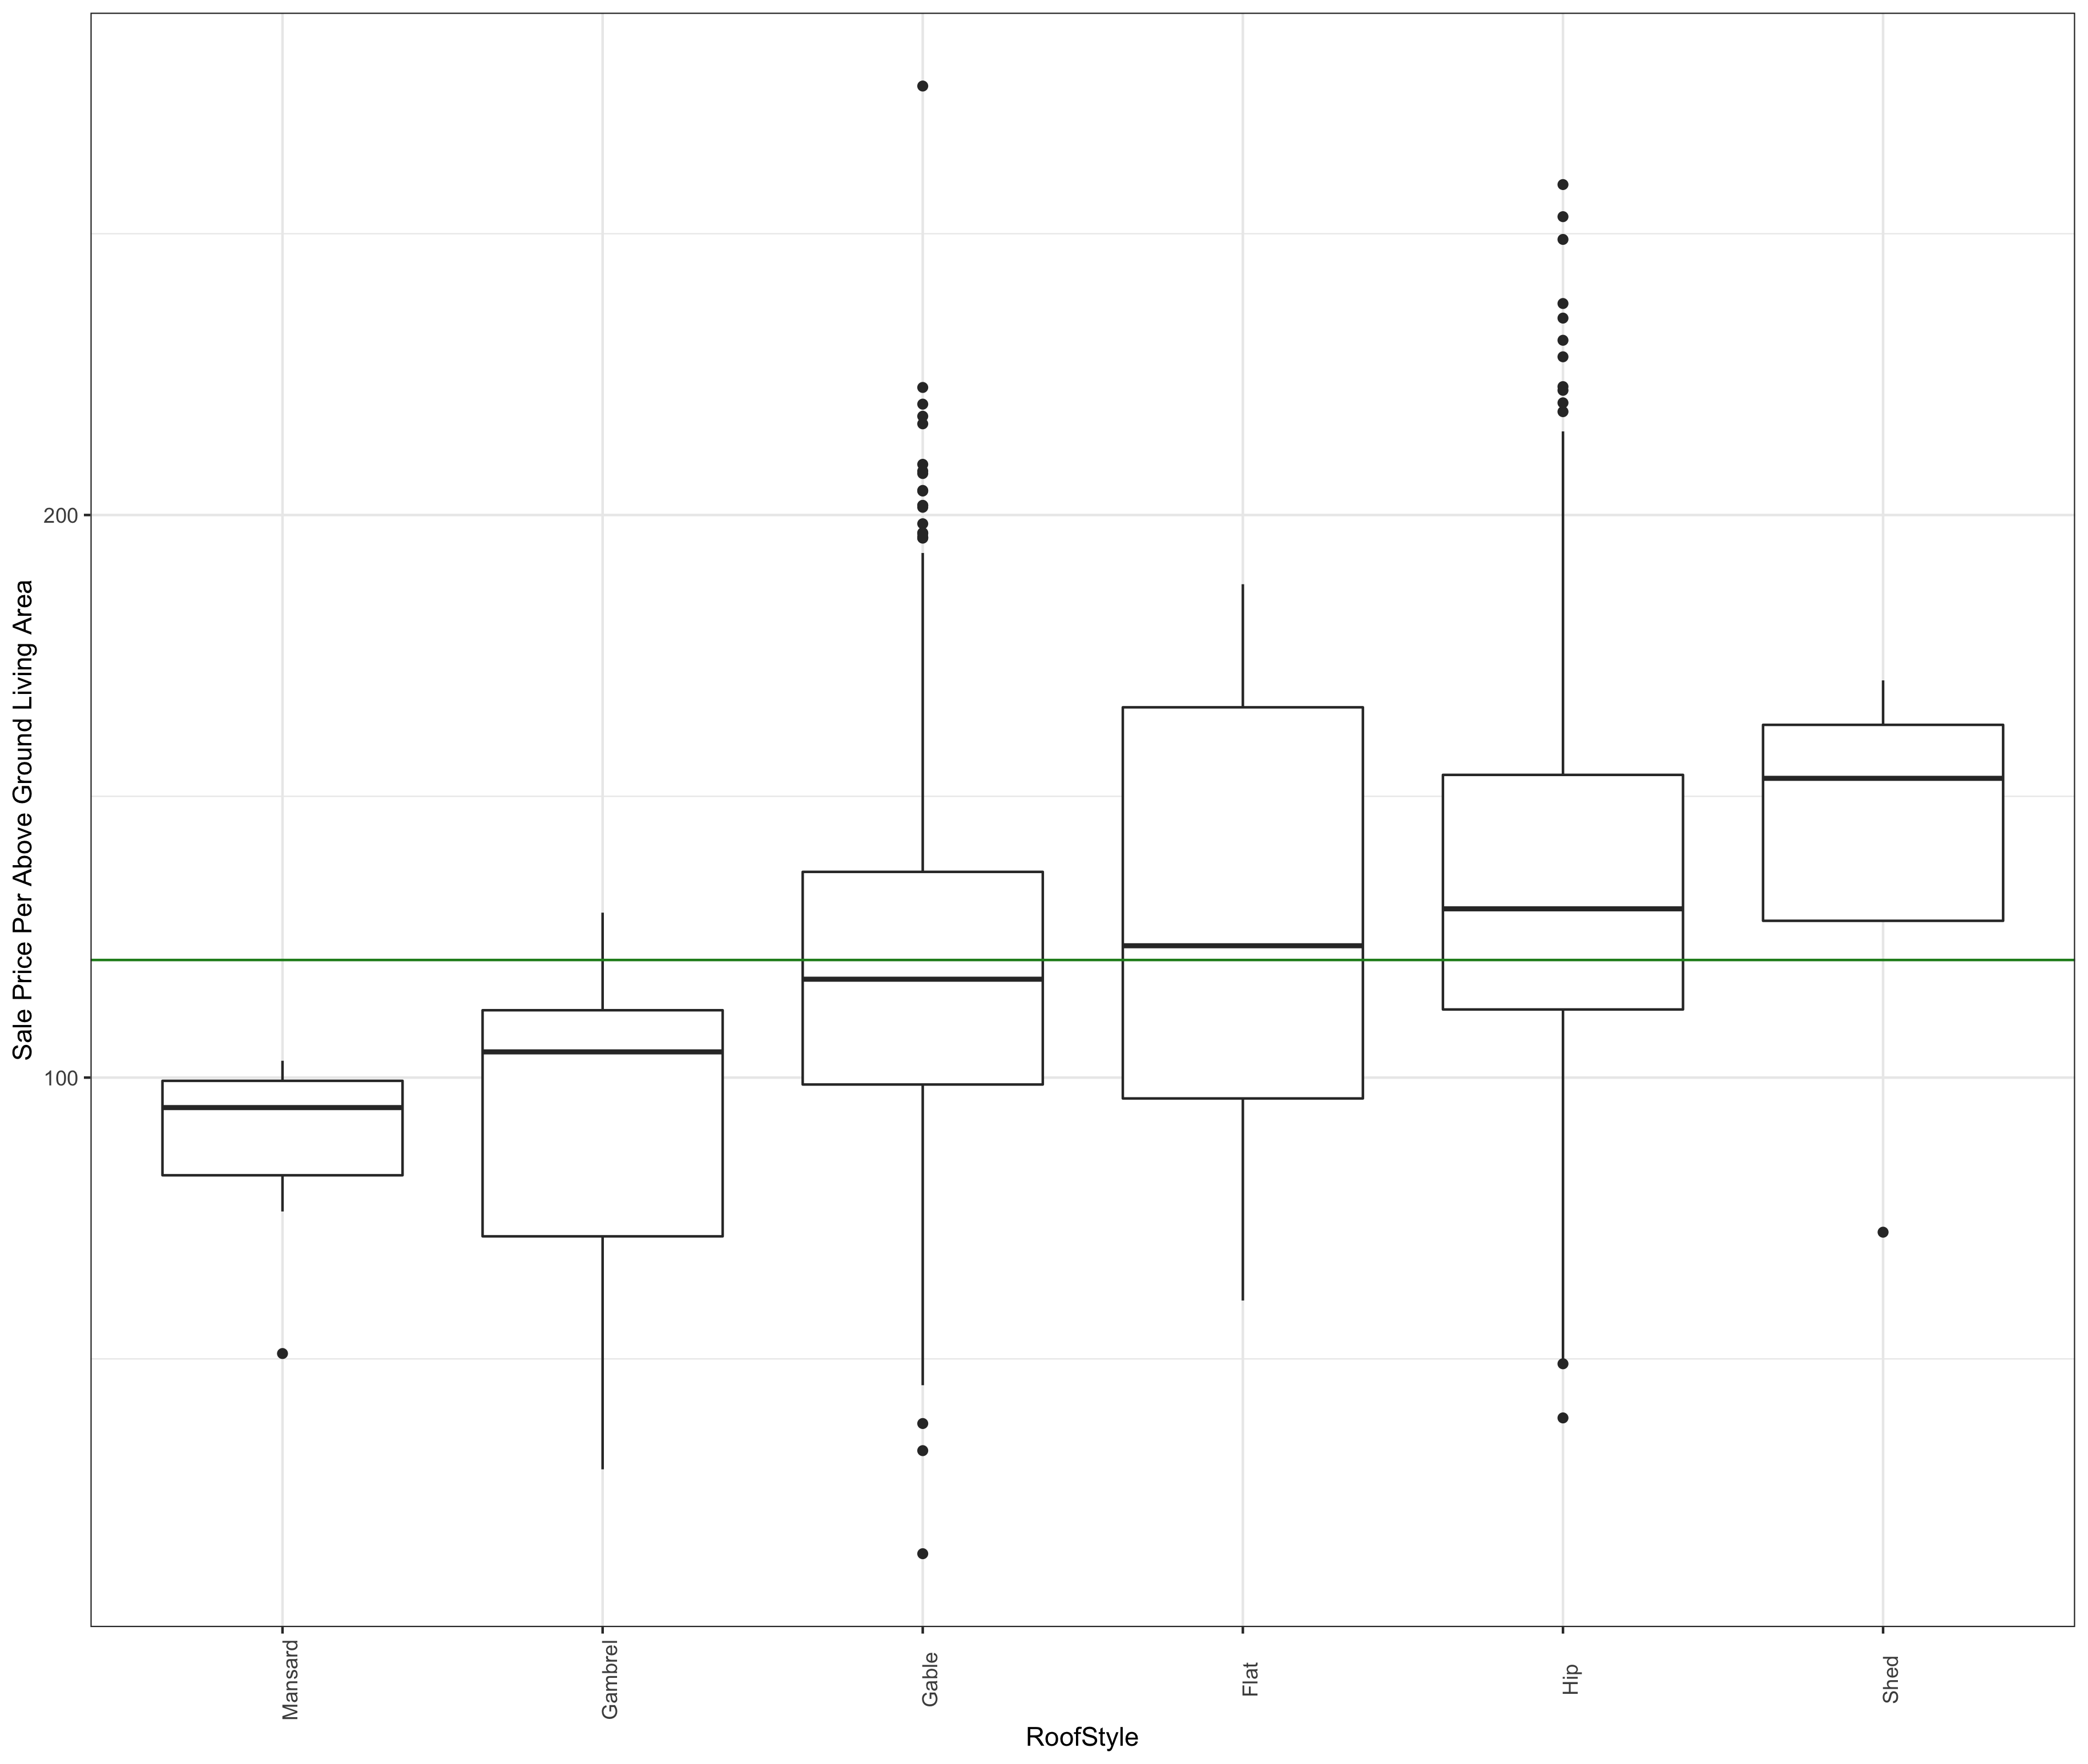 Sale Price Per Above Ground Living Area
200
100
Mansard
Gambrel
Gable
Flat
Hip
Shed
RoofStyle